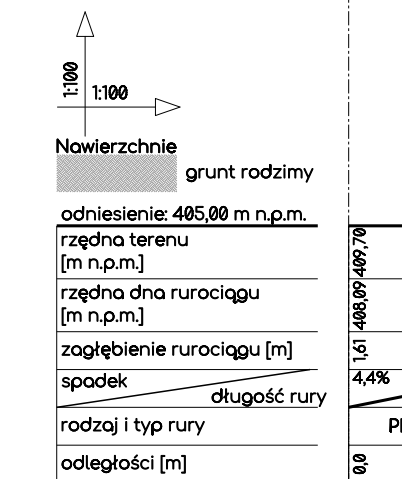 1:100
1:100
Nawierzchnie
grunt rodzimy
odniesienie: 405,00 m n.p.m.
rzędna terenu
[m n.p.m.]
409,70
rzędna dna rurociągu
[m n.p.m.]
408,09
zagłębienie rurociągu [m]
1,61
spadek
4,4%
długość rury
rodzaj i typ rury
odległości [m]
0,0